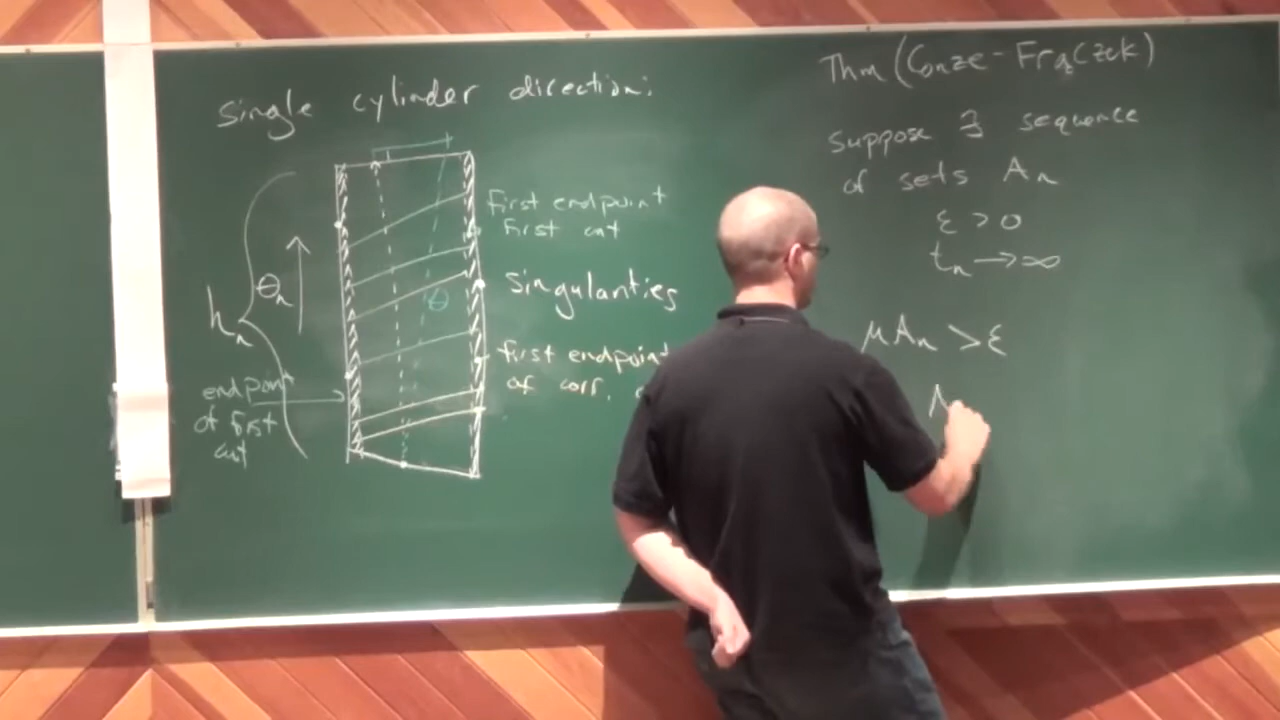 Single cylinder direction:
First endpoint
First cut
θ
θn
hn
Singularities
first endpoint
of corr.
endpoint
of first
cut
Thm (Conze-Frączek)
suppose ∃ sequence
of sets An
ε > 0
tn → ∞
μAn > ε